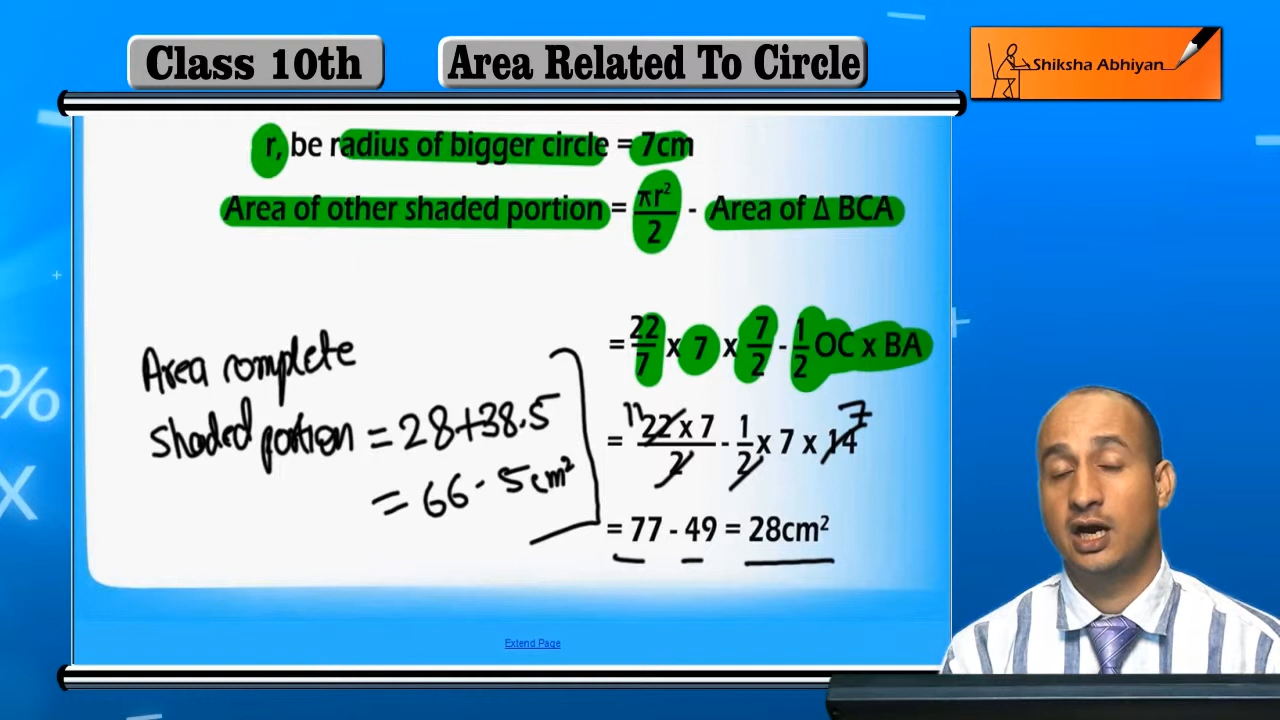 Class 10th
Area Related To Circle
Shiksha Abhiyan
r, be radius of bigger circle = 7cm
Area of other shaded portion = πr²/2 - Area of Δ BCA
= 22/7 x 7 x 7/2 - 1/2 OC x BA
= 11 22 x 7/2 - 1/2 x 7 x 14 7
= 77 - 49 = 28cm²
Area complete
shaded portion = 28+38.5
= 66.5cm²
Extend Page
%
X